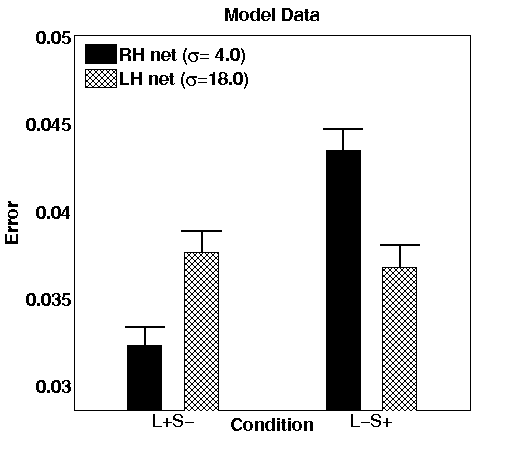 Model Data
0.05
0.045
0.04
0.035
0.03
Error
RH net (σ= 4.0)
LH net (σ=18.0)
L+S−
L−S+
Condition